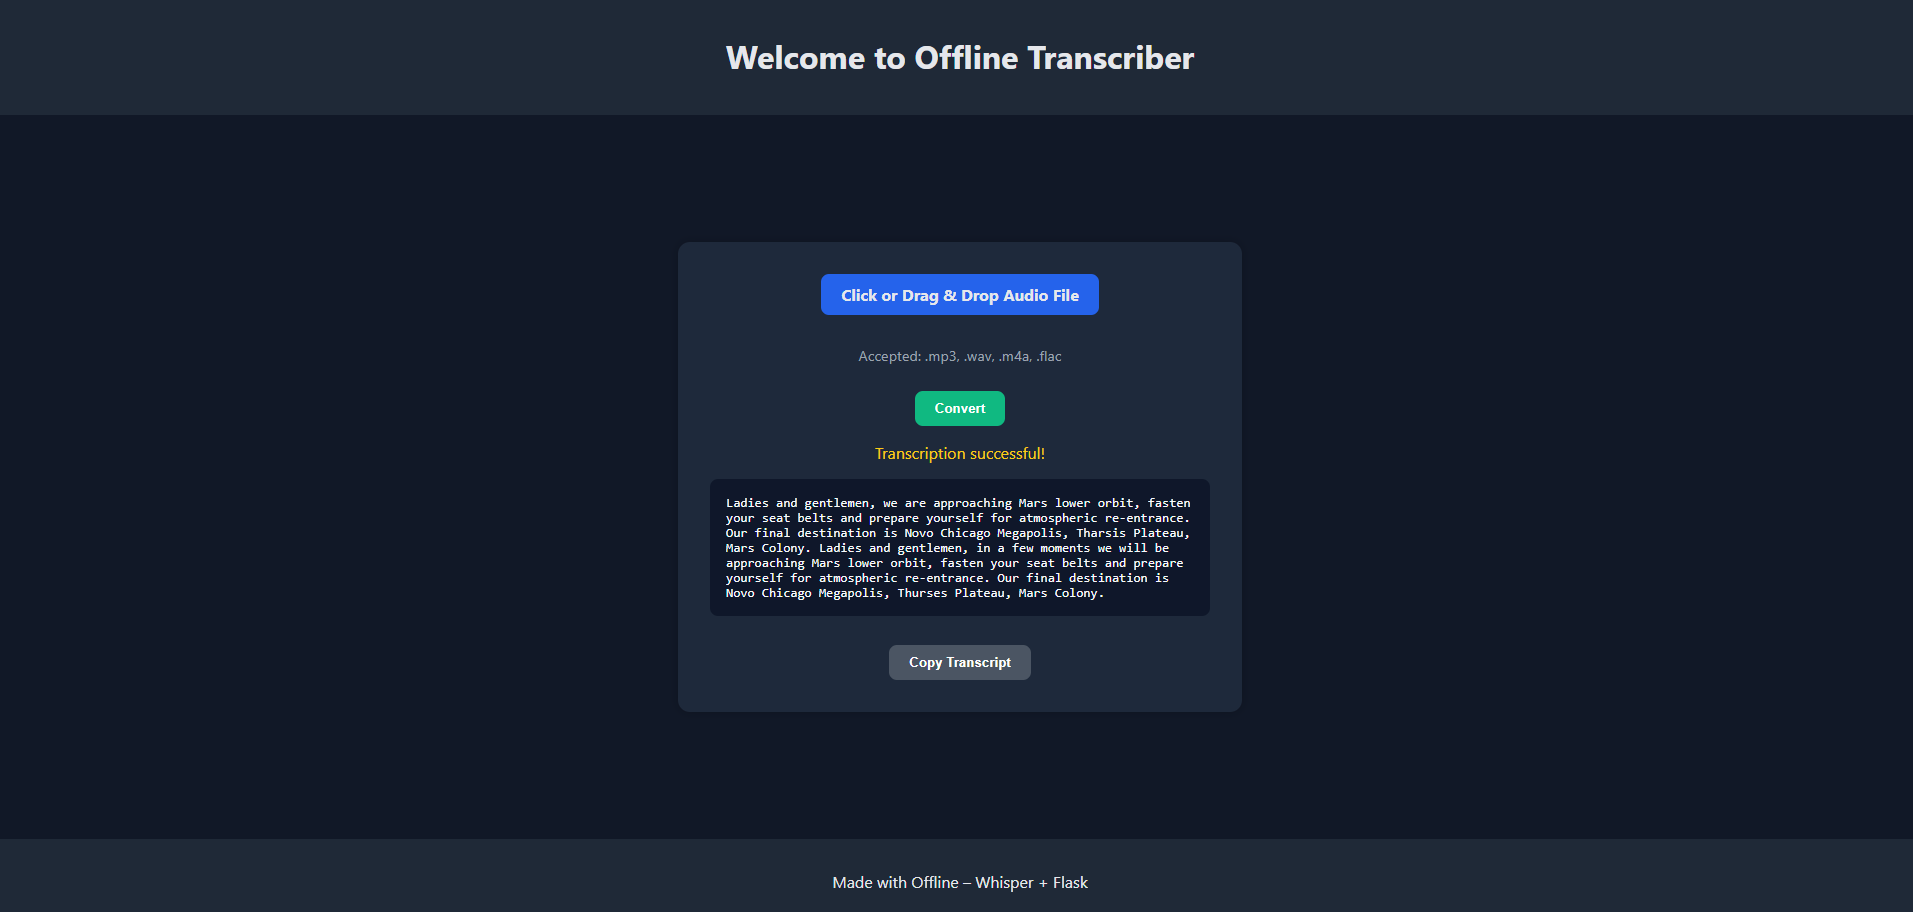 Welcome to Offline Transcriber
Click or Drag & Drop Audio File
Accepted: .mp3, .wav, .m4a, .flac
Convert
Transcription successful!
Ladies and gentlemen, we are approaching Mars lower orbit, fasten
your seat belts and prepare yourself for atmospheric re-entrance.
Our final destination is Novo Chicago Megapolis, Tharsis Plateau,
Mars Colony. Ladies and gentlemen, in a few moments we will be
approaching Mars lower orbit, fasten your seat belts and prepare
yourself for atmospheric re-entrance. Our final destination is
Novo Chicago Megapolis, Thurses Plateau, Mars Colony.
Copy Transcript
Made with Offline – Whisper + Flask